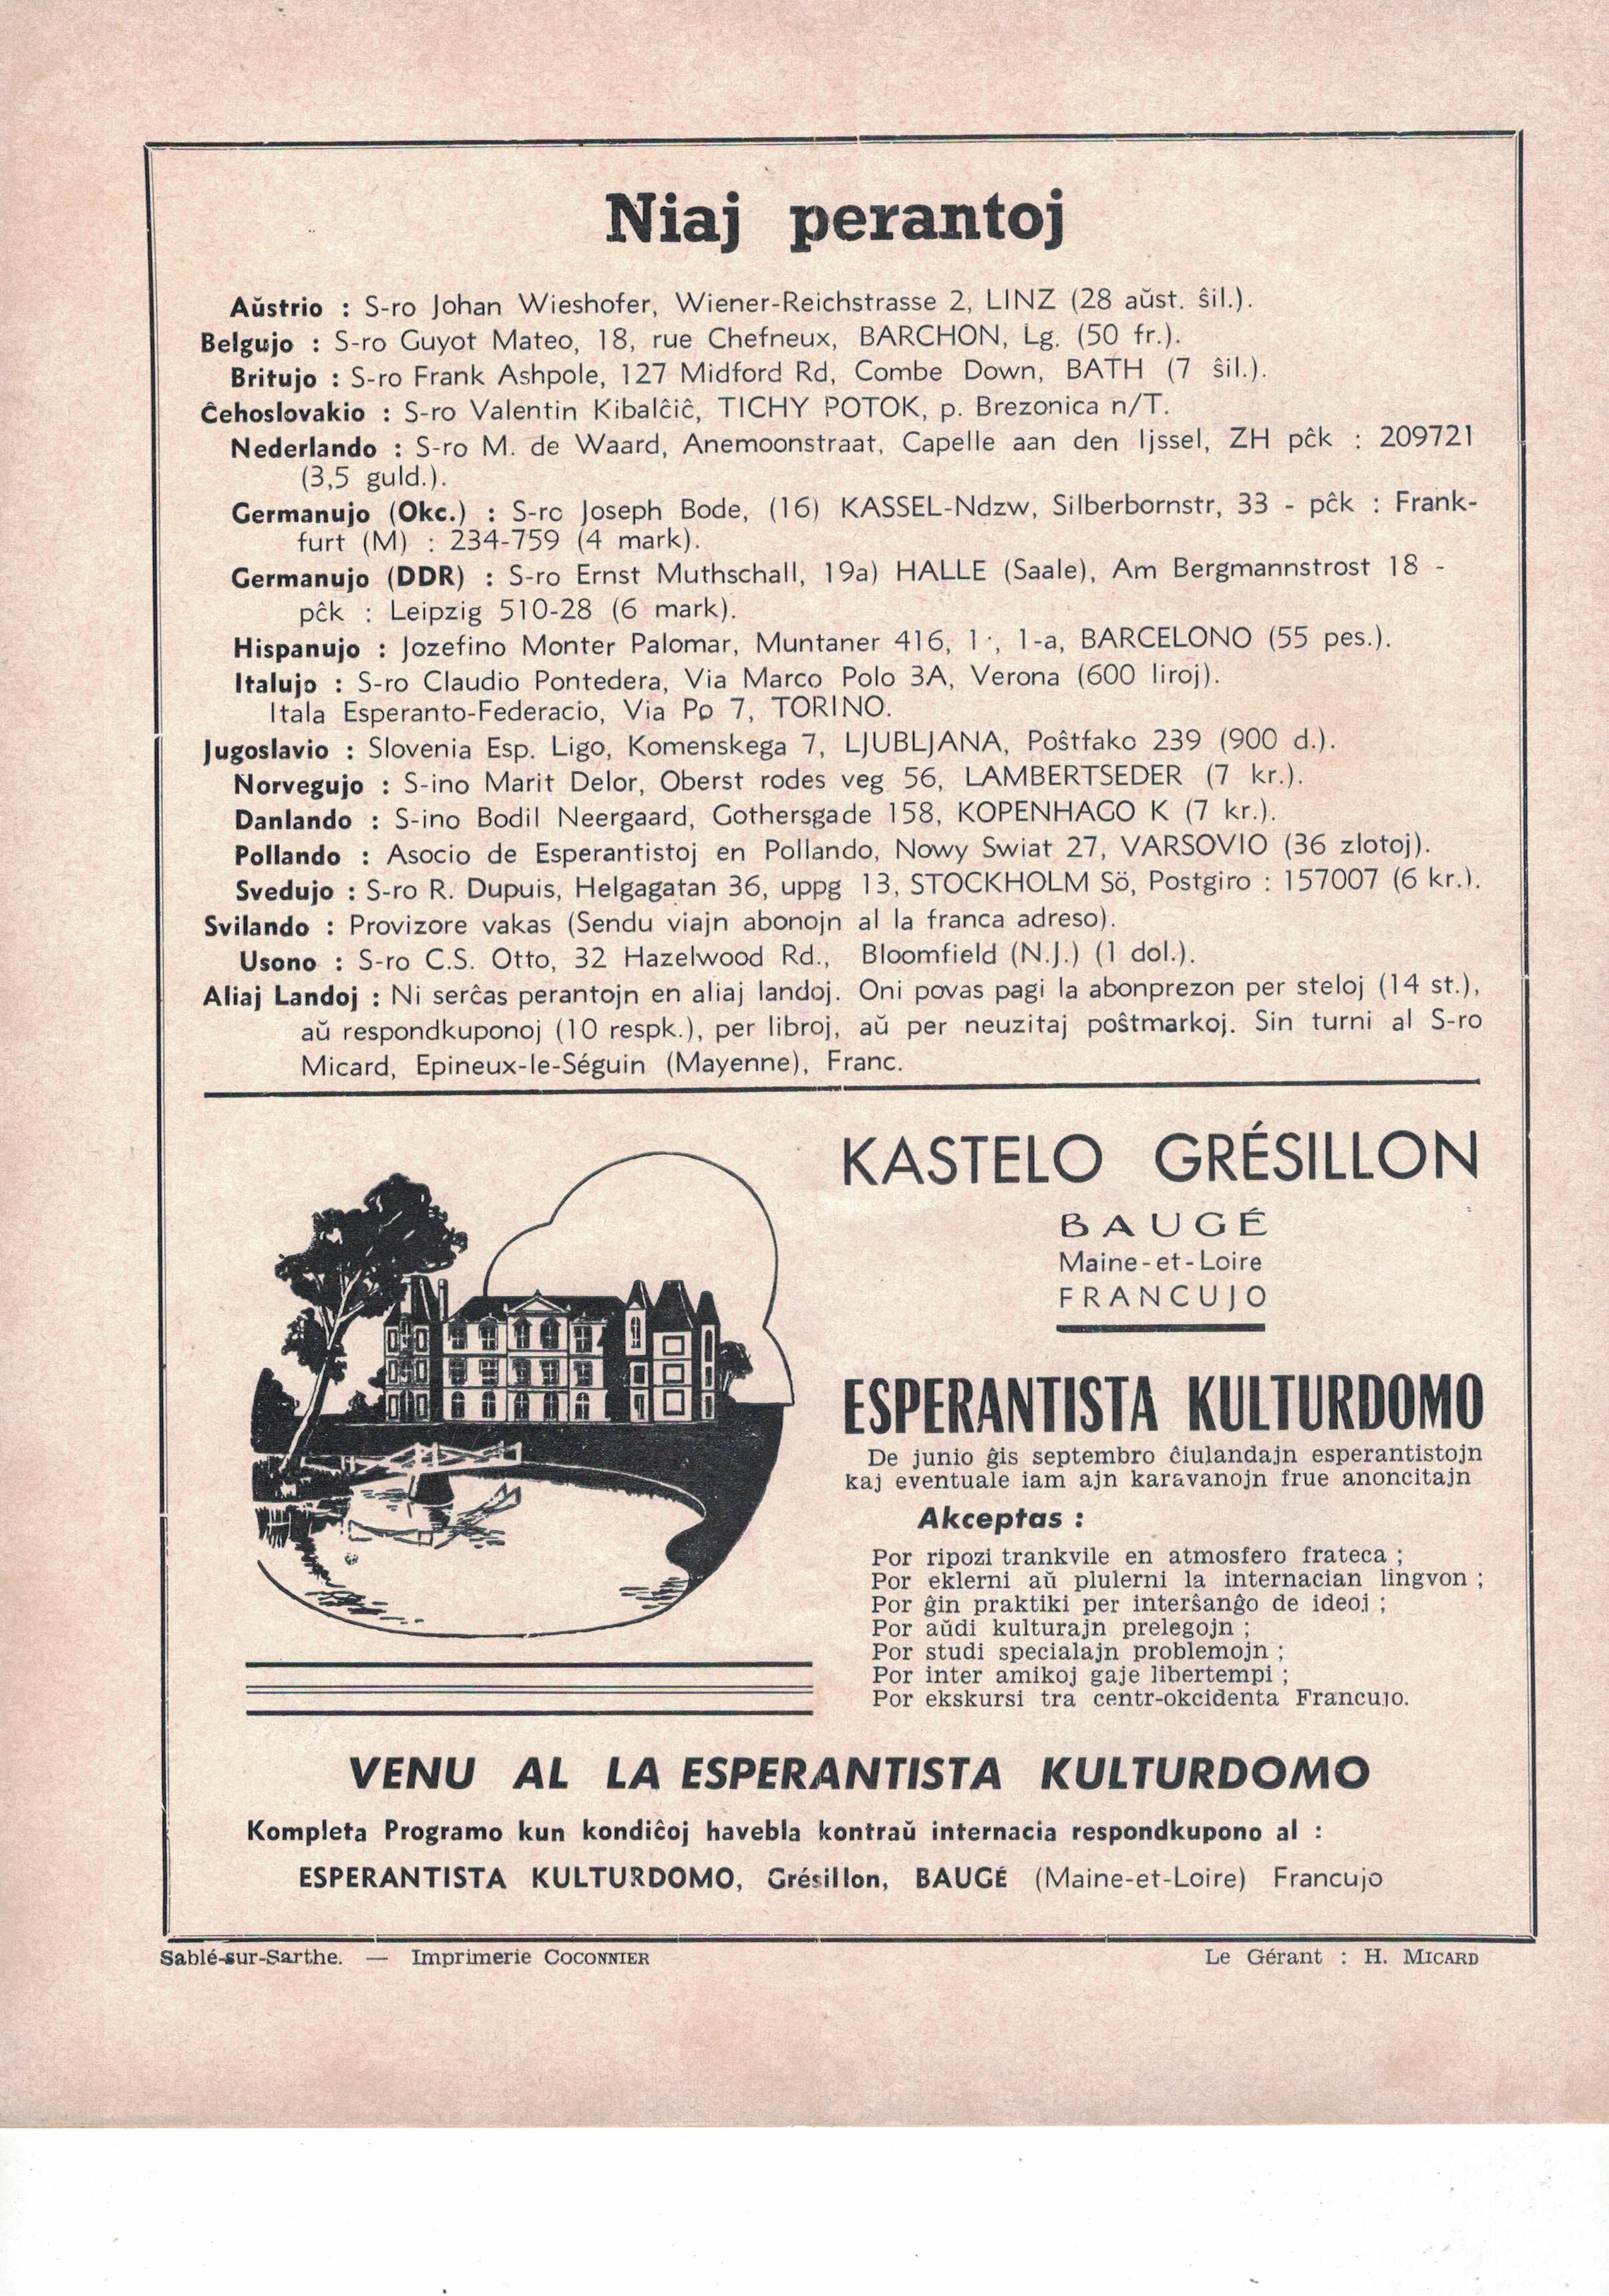 Niaj perantoj
Aŭstrio : S-ro Johan Wieshofer, Wiener-Reichstrasse 2, LINZ (28 aŭst. ŝil.).
Belgujo : S-ro Guyot Mateo, 18, rue Chefneux, BARCHON, Lg. (50 fr.).
Britujo : S-ro Frank Ashpole, 127 Midford Rd, Combe Down, BATH (7 ŝil.).
Ĉehoslovakio : S-ro Valentin Kibalĉiĉ, TICHY POTOK, p. Brezonica n/T.
Nederlando : S-ro M. de Waard, Anemoonstraat, Capelle aan den Ijssel, ZH pĉk : 209721
(3,5 guld.).
Germanujo (Okc.) : S-ro Joseph Bode, (16) KASSEL-Ndzw, Silberbornstr, 33 - pĉk : Frank-
furt (M) : 234-759 (4 mark).
Germanujo (DDR) : S-ro Ernst Muthschall, 19a) HALLE (Saale), Am Bergmannstrost 18 -
pĉk : Leipzig 510-28 (6 mark).
Hispanujo : Jozefino Monter Palomar, Muntaner 416, 1·, 1-a, BARCELONO (55 pes.).
Italujo : S-ro Claudio Pontedera, Via Marco Polo 3A, Verona (600 liroj).
Itala Esperanto-Federacio, Via Po 7, TORINO.
Jugoslavio : Slovenia Esp. Ligo, Komenskega 7, LJUBLJANA, Poŝtfako 239 (900 d.).
Norvegujo : S-ino Marit Delor, Oberst rodes veg 56, LAMBERTSEDER (7 kr.).
Danlando : S-ino Bodil Neergaard, Gothersgade 158, KOPENHAGO K (7 kr.).
Pollando : Asocio de Esperantistoj en Pollando, Nowy Swiat 27, VARSOVIO (36 zlotoj).
Svedujo : S-ro R. Dupuis, Helgagatan 36, uppg 13, STOCKHOLM Sö, Postgiro : 157007 (6 kr.).
Svilando : Provizore vakas (Sendu viajn abonojn al la franca adreso).
Usono : S-ro C.S. Otto, 32 Hazelwood Rd., Bloomfield (N.J.) (1 dol.).
Aliaj Landoj : Ni serĉas perantojn en aliaj landoj. Oni povas pagi la abonprezon per steloj (14 st.),
aŭ respondkuponoj (10 respk.), per libroj, aŭ per neuzitaj poŝtmarkoj. Sin turni al S-ro
Micard, Epineux-le-Séguin (Mayenne), Franc.
KASTELO GRÉSILLON
BAUGÉ
Maine-et-Loire
FRANCUJO
ESPERANTISTA KULTURDOMO
De junio ĝis septembro ĉiulandajn esperantistojn
kaj eventuale iam ajn karavanojn frue anoncitajn
Akceptas :
Por ripozi trankvile en atmosfero frateca ;
Por eklerni aŭ plulerni la internacian lingvon ;
Por ĝin praktiki per interŝanĝo de ideoj ;
Por aŭdi kulturajn prelegojn ;
Por studi specialajn problemojn ;
Por inter amikoj gaje libertempi ;
Por ekskursi tra centr-okcidenta Francujo.
VENU AL LA ESPERANTISTA KULTURDOMO
Kompleta Programo kun kondiĉoj havebla kontraŭ internacia respondkupono al :
ESPERANTISTA KULTURDOMO, Grésillon, BAUGÉ (Maine-et-Loire) Francujo
Sablé-sur-Sarthe. — Imprimerie COCONNIER
Le Gérant : H. MICARD